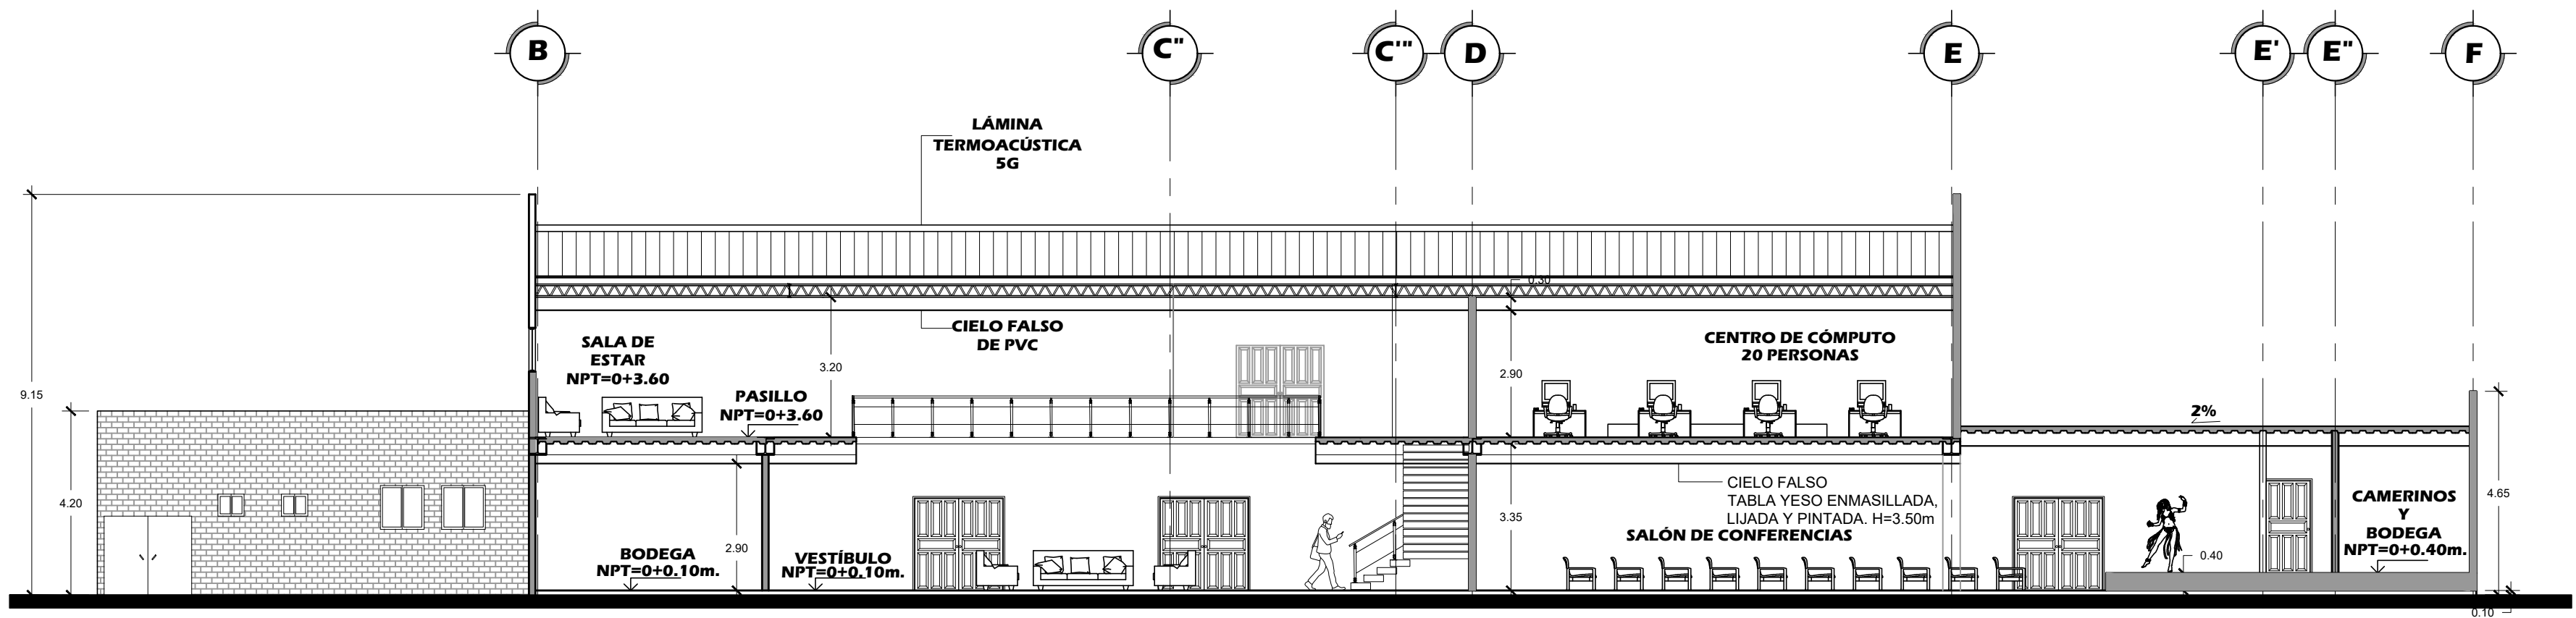 B
C"
C'"
D
E
E'
E"
F
LÁMINA
TERMOACÚSTICA
5G
0.30
CIELO FALSO
DE PVC
SALA DE
ESTAR
NPT=0+3.60
CENTRO DE CÓMPUTO
20 PERSONAS
3.20
2.90
9.15
PASILLO
NPT=0+3.60
2%
4.20
CIELO FALSO
TABLA YESO ENMASILLADA,
LIJADA Y PINTADA. H=3.50m
SALÓN DE CONFERENCIAS
3.35
4.65
CAMERINOS
Y
BODEGA
NPT=0+0.40m.
2.90
BODEGA
NPT=0+0.10m.
VESTÍBULO
NPT=0+0.10m.
0.40
0.10